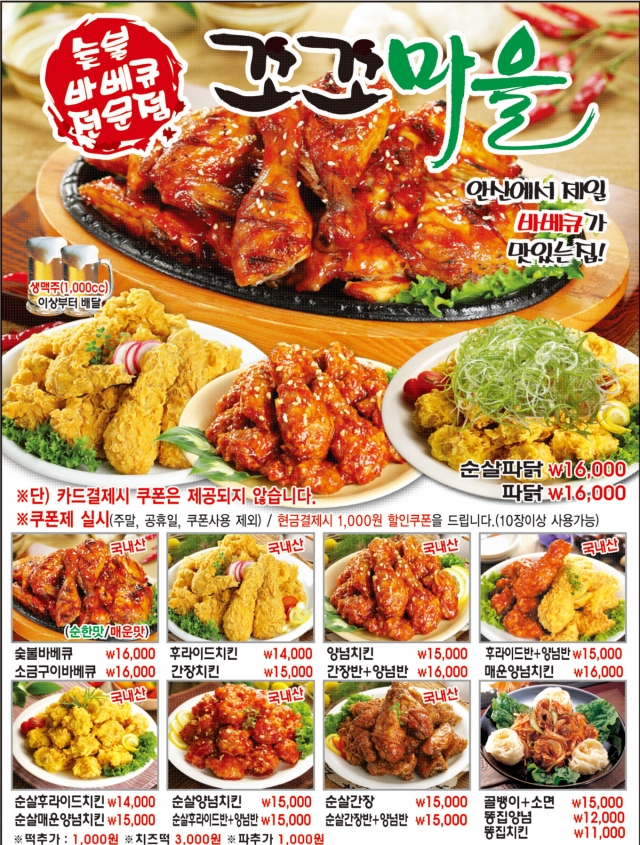 숯불
바베큐
전문점
꼬꼬마을
안산에서 제일
바베큐가
맛있는집!
생맥주(1,000cc)
이상부터 배달
순살파닭 ₩16,000
파닭 ₩16,000
※단) 카드결제시 쿠폰은 제공되지 않습니다.
※쿠폰제 실시(주말, 공휴일, 쿠폰사용 제외) / 현금결제시 1,000원 할인쿠폰을 드립니다.(10장이상 사용가능)
국내산
국내산
국내산
국내산
(순한맛/매운맛)
숯불바베큐 ₩16,000
소금구이바베큐 ₩16,000
후라이드치킨 ₩14,000
간장치킨 ₩15,000
양념치킨 ₩15,000
간장반+양념반 ₩16,000
후라이드반+양념반 ₩15,000
매운양념치킨 ₩16,000
국내산
국내산
국내산
순살후라이드치킨 ₩14,000
순살매운양념치킨 ₩15,000
순살양념치킨 ₩15,000
순살후라이드반+양념반 ₩15,000
순살간장 ₩15,000
순살간장반+양념반 ₩15,000
골뱅이+소면 ₩15,000
똥집양념 ₩12,000
똥집치킨 ₩11,000
※떡추가 : 1,000원 ※치즈떡 3,000원 ※파추가 1,000원